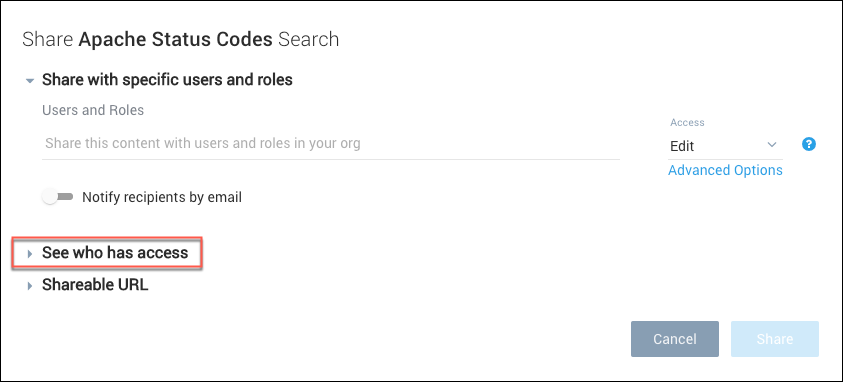 Share Apache Status Codes Search
Share with specific users and roles
Users and Roles
Share this content with users and roles in your org
Access
Edit
?
Advanced Options
Notify recipients by email
See who has access
Shareable URL
Cancel
Share